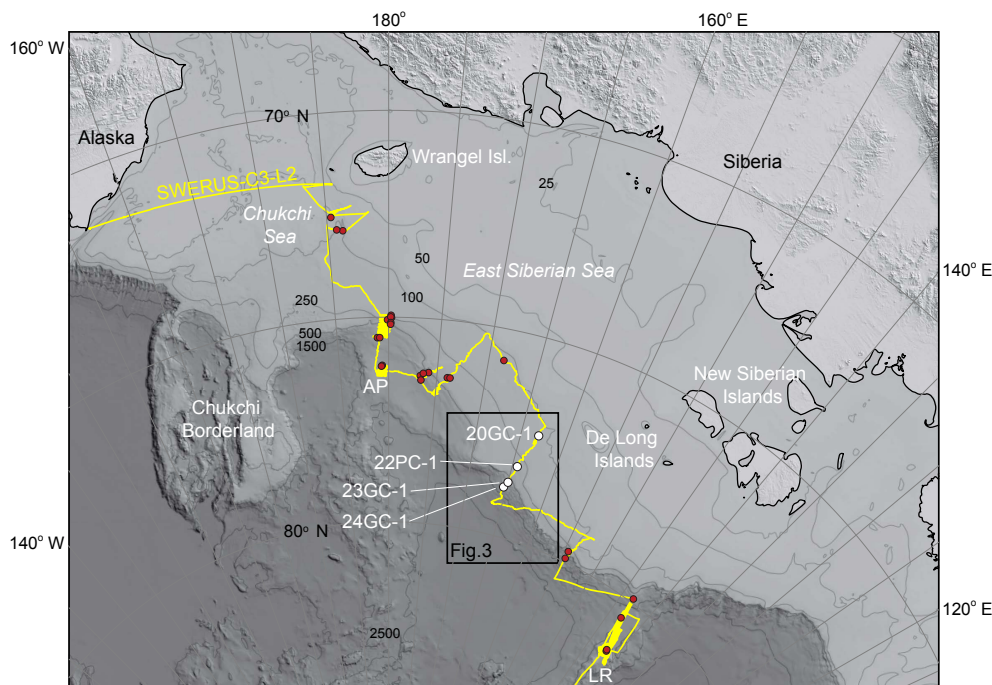 180°
160° E
160° W
70° N
Alaska
Wrangel Isl.
Siberia
25
SWERUS-C3-L2
Chukchi
Sea
50
East Siberian Sea
140° E
250
100
500
1500
AP
New Siberian
Islands
Chukchi
Borderland
20GC-1
De Long
Islands
22PC-1
23GC-1
24GC-1
80° N
140° W
Fig.3
120° E
2500
LR